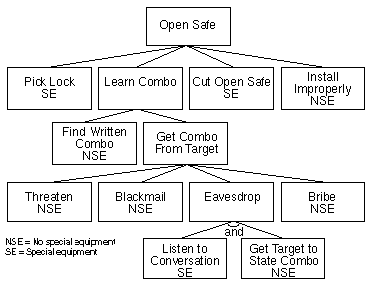 Open Safe
Pick Lock
SE
Learn Combo
Cut Open Safe
SE
Install
Improperly
NSE
Find Written
Combo
NSE
Get Combo
From Target
Threaten
NSE
Blackmail
NSE
Eavesdrop
Bribe
NSE
and
NSE = No special equipment
SE = Special equipment
Listen to
Conversation
SE
Get Target to
State Combo
NSE